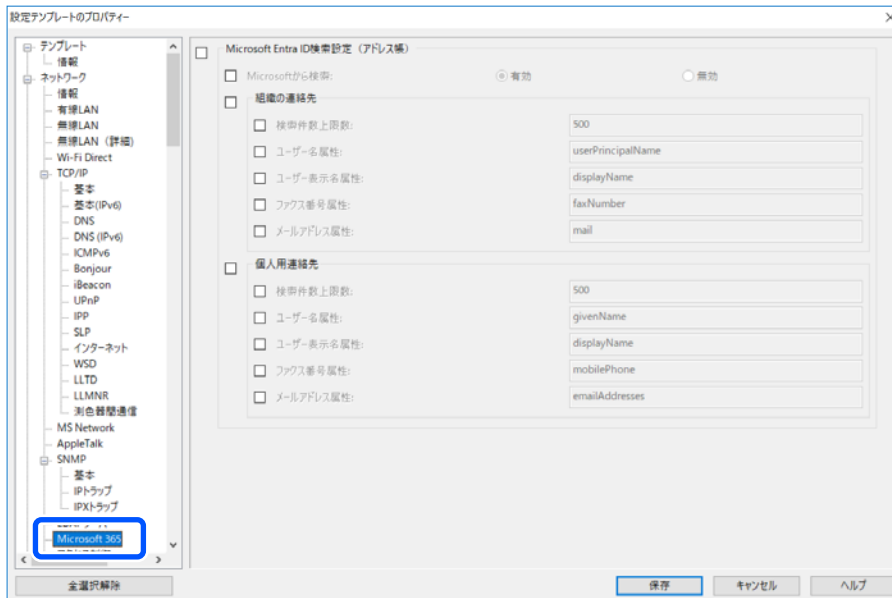 設定テンプレートのプロパティー
テンプレート
情報
ネットワーク
情報
有線LAN
無線LAN
無線LAN（詳細)
Wi-Fi Direct
TCP/IP
基本
基本(IPv6)
DNS
DNS (IPv6)
ICMPv6
Bonjour
iBeacon
UPnP
IPP
SLP
インターネット
WSD
LLTD
LLMNR
測色器間通信
MS Network
AppleTalk
SNMP
基本
IPトラップ
IPXトラップ
Microsoft 365
全選択解除
Microsoft Entra ID検索設定（アドレス帳）
Microsoftから検索: 有効 無効
組織の連絡先
検索件数上限数: 500
ユーザー名属性: userPrincipalName
ユーザー表示名属性: displayName
ファクス番号属性: faxNumber
メールアドレス属性: mail
個人用連絡先
検索件数上限数: 500
ユーザー名属性: givenName
ユーザー表示名属性: displayName
ファクス番号属性: mobilePhone
メールアドレス属性: emailAddresses
保存 キャンセル ヘルプ